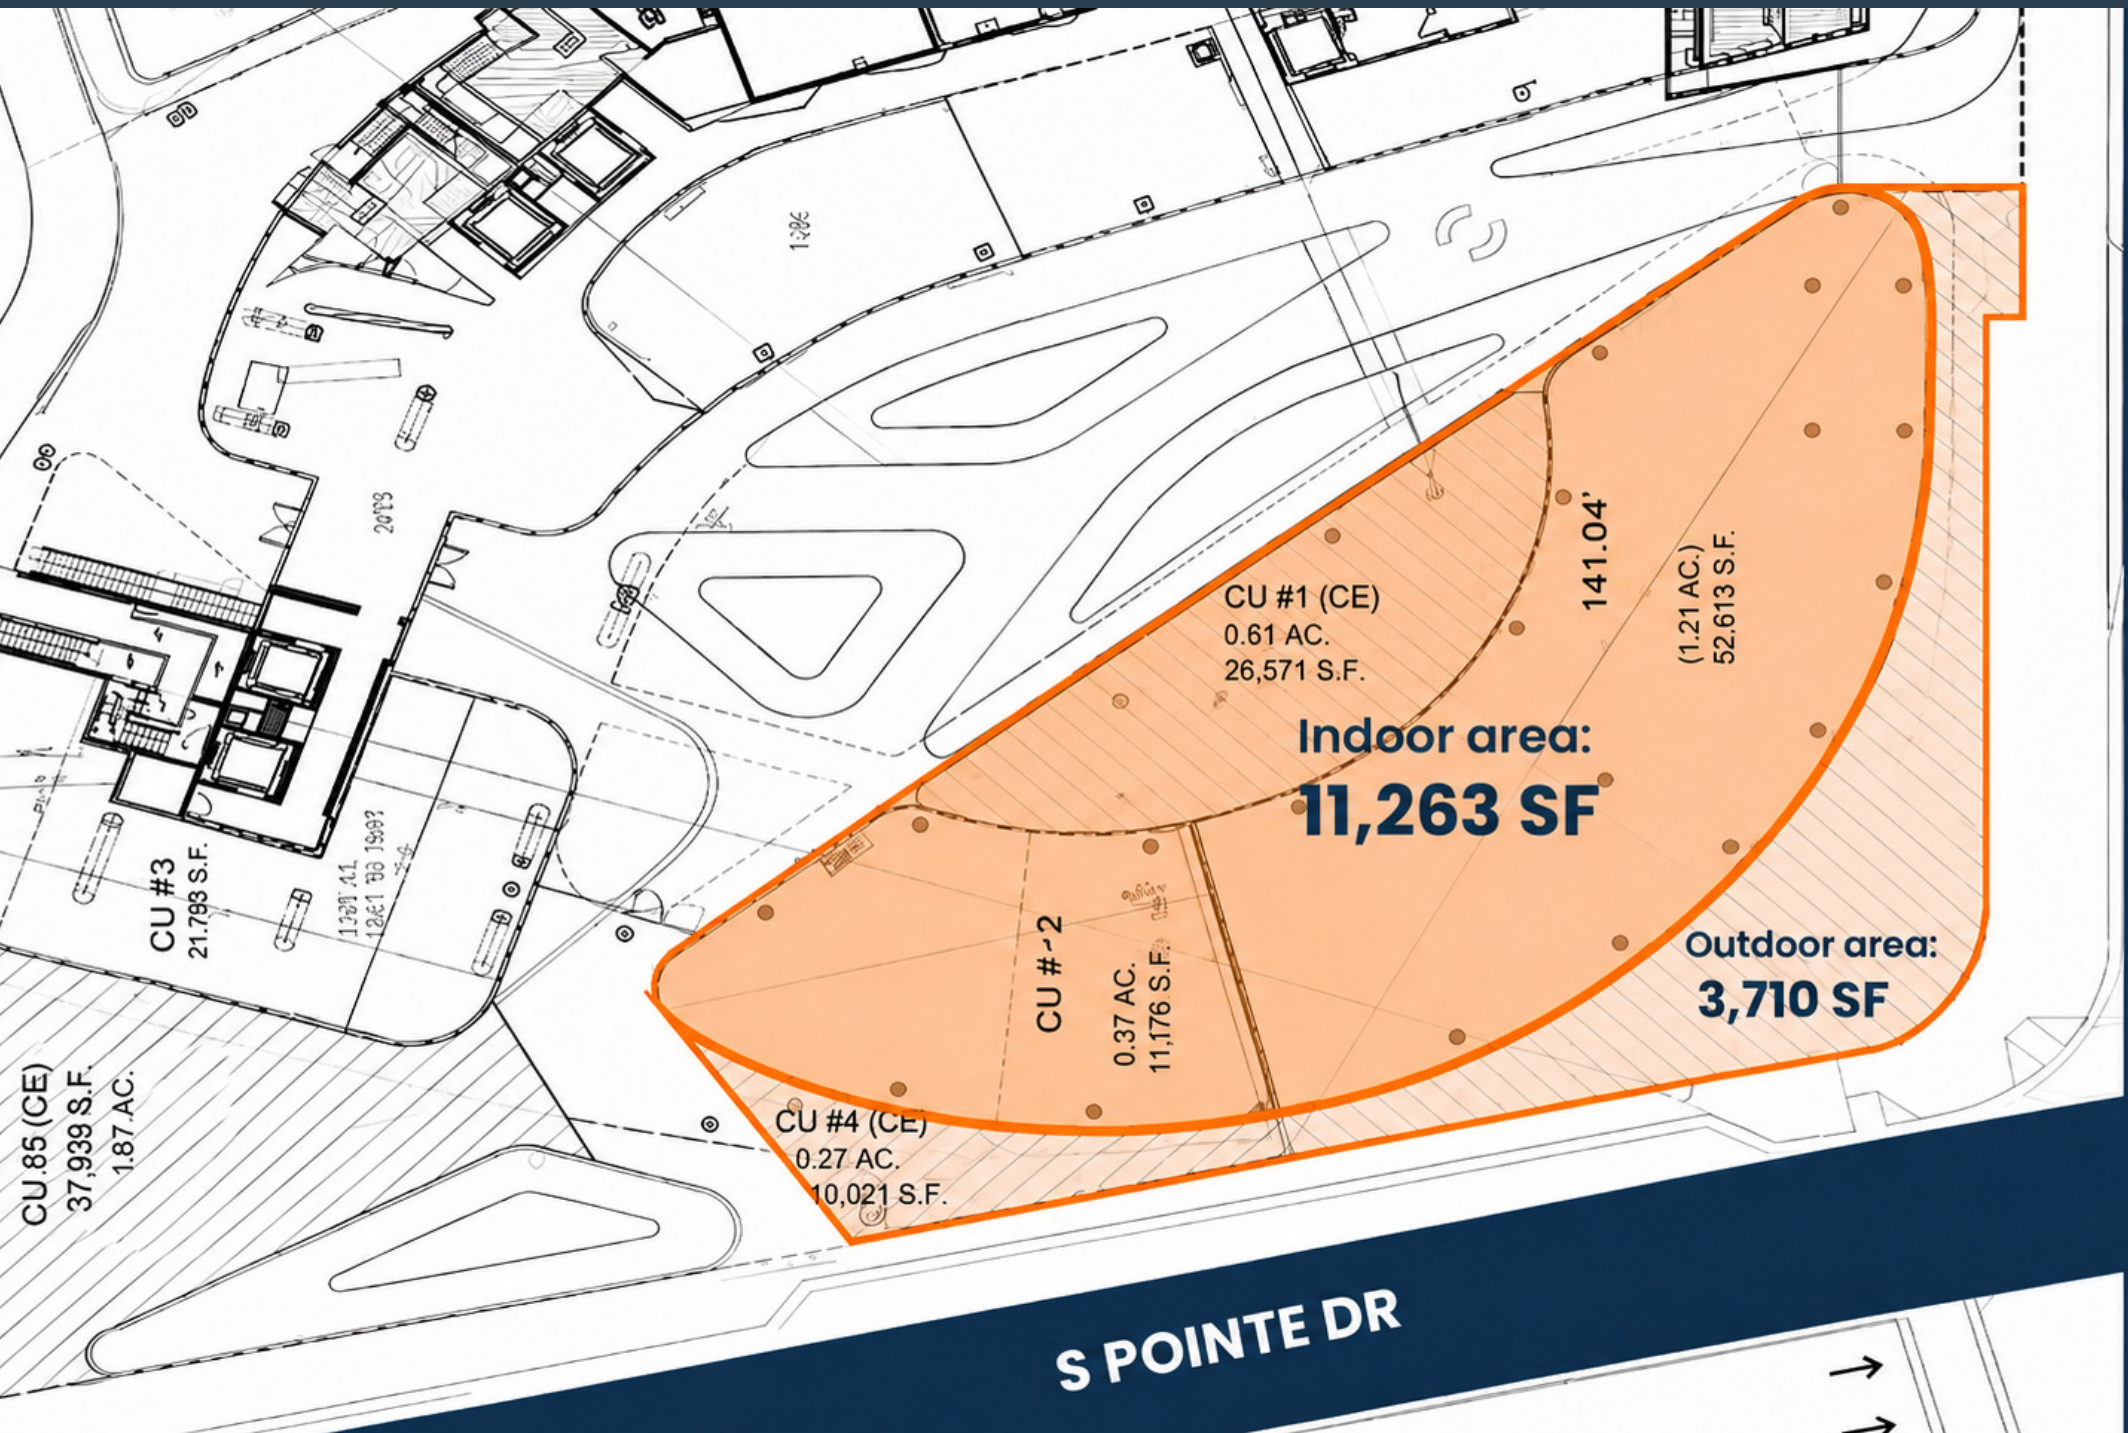 CU #1 (CE)
0.61 AC.
26,571 S.F.
141.04'
(1.21 AC.)
52.613 S.F.
Indoor area:
11,263 SF
CU #3
21.793 S.F.
0.37 AC.
11,176 S.F.
Outdoor area:
3,710 SF
CU.85 (CE)
37,939 S.F.
1.87 AC.
CU #4 (CE)
0.27 AC.
10,021 S.F.
S POINTE DR